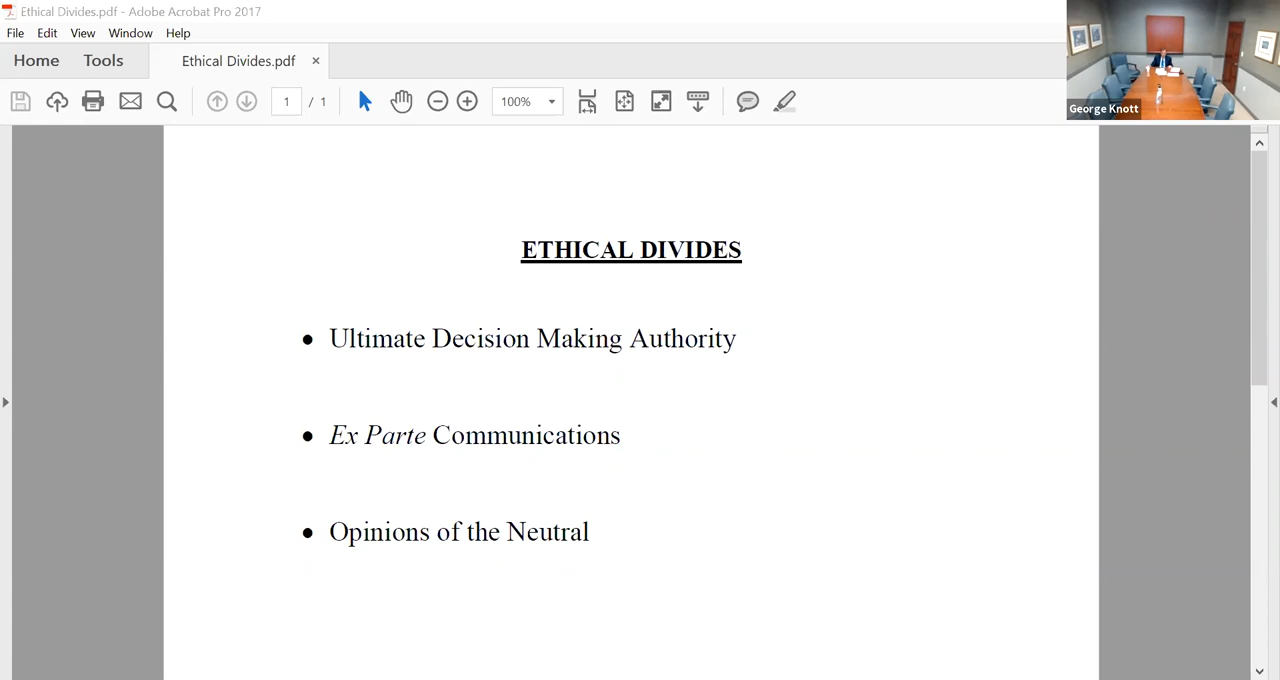 Ethical Divides.pdf - Adobe Acrobat Pro 2017
File Edit View Window Help
Home Tools Ethical Divides.pdf ×
1 / 1 100%
George Knott
ETHICAL DIVIDES
• Ultimate Decision Making Authority
• Ex Parte Communications
• Opinions of the Neutral